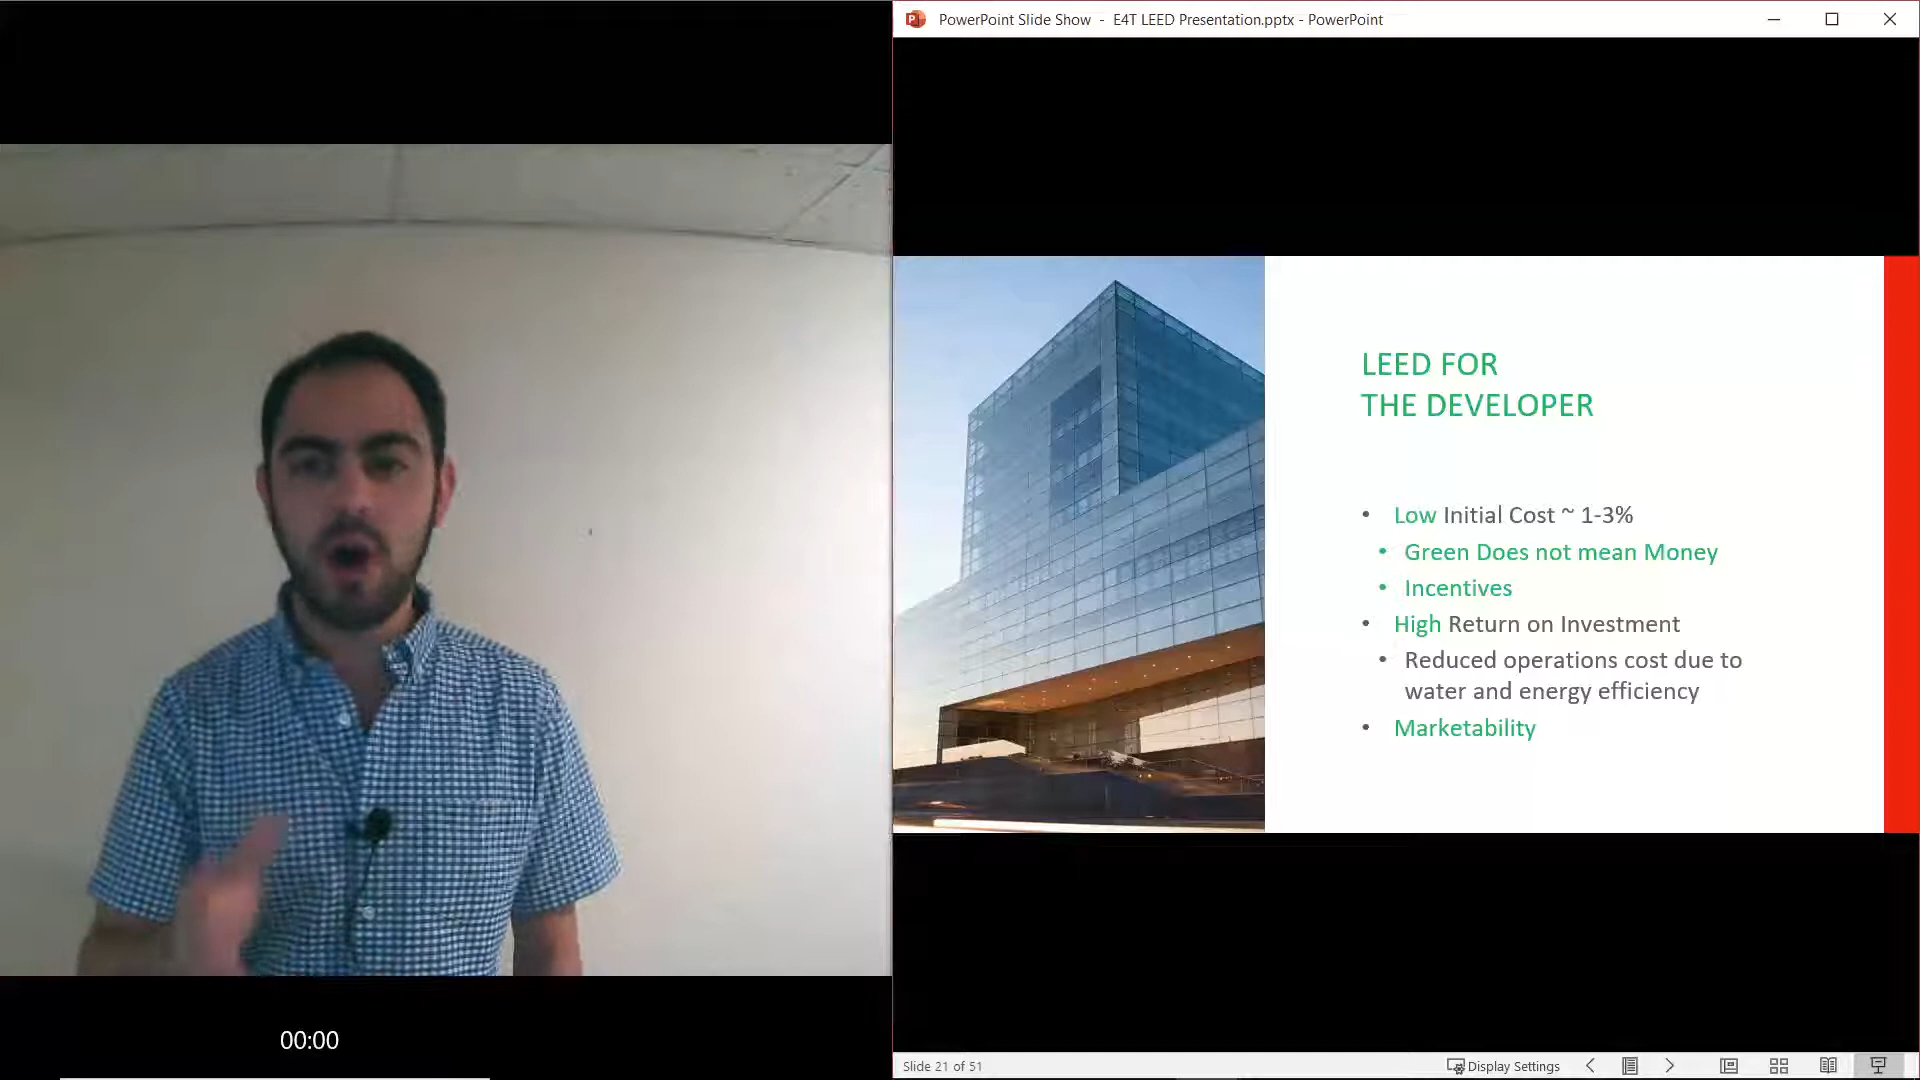 PowerPoint Slide Show - E4T LEED Presentation.pptx - PowerPoint
LEED FOR
THE DEVELOPER
• Low Initial Cost ~ 1-3%
• Green Does not mean Money
• Incentives
• High Return on Investment
• Reduced operations cost due to
water and energy efficiency
• Marketability
00:00
Slide 21 of 51
Display Settings